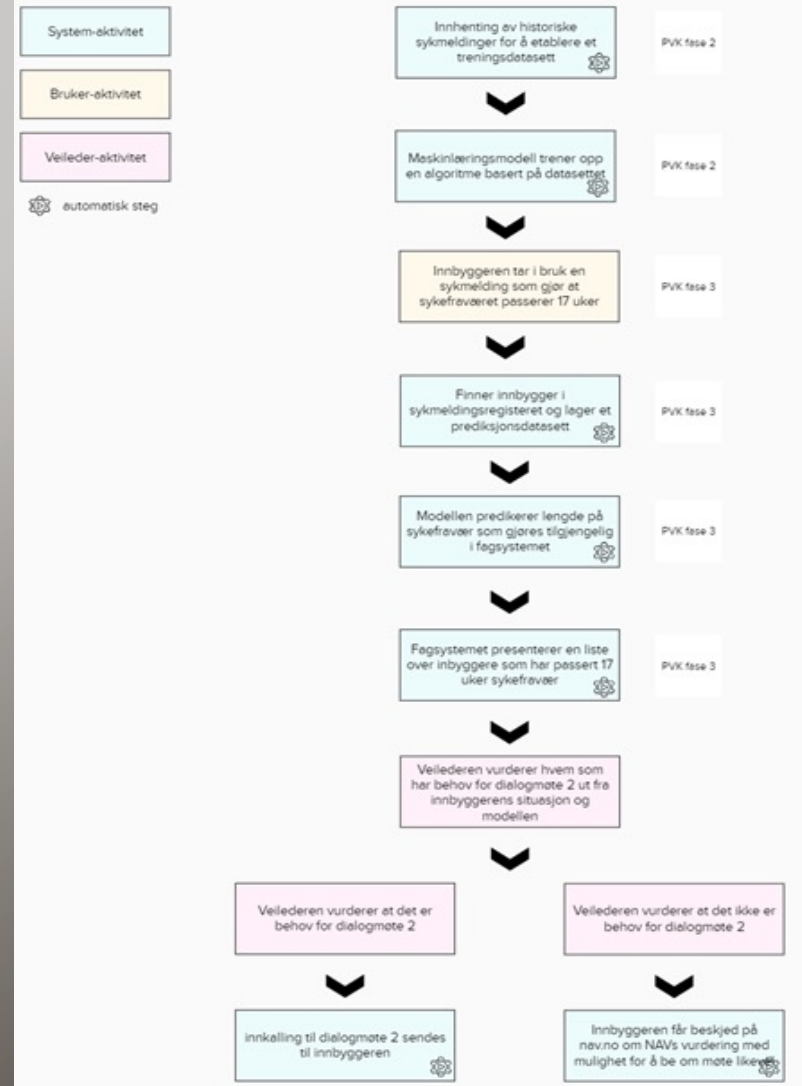 System-aktivitet
Bruker-aktivitet
Veileder-aktivitet
automatisk steg
Innhenting av historiske
sykmeldinger for å etablere et
treningsdatasett
PVK fase 2
Maskinlæringsmodell trener opp
en algoritme basert på datasettet
PVK fase 2
Innbyggeren tar i bruk en
sykmelding som gjør at
sykefraværet passerer 17 uker
PVK fase 3
Finner innbygger i
sykmeldingsregisteret og lager et
prediksjonsdatasett
PVK fase 3
Modellen predikerer lengde på
sykefravær som gjøres tilgjengelig
i fagsystemet
PVK fase 3
Fagsystemet presenterer en liste
over inbyggere som har passert 17
uker sykefravær
PVK fase 3
Veilederen vurderer hvem som
har behov for dialogmøte 2 ut fra
innbyggerens situasjon og
modellen
Veilederen vurderer at det er
behov for dialogmøte 2
Veilederen vurderer at det ikke er
behov for dialogmøte 2
innkalling til dialogmøte 2 sendes
til innbyggeren
Innbyggeren får beskjed på
nav.no om NAVs vurdering med
mulighet for å be om møte